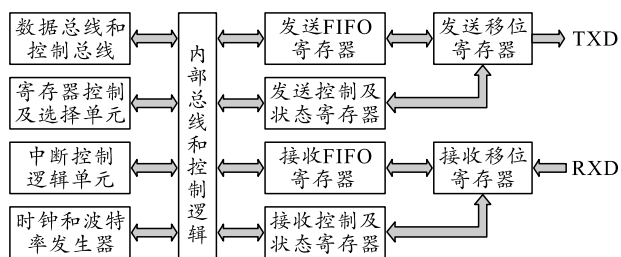 数据总线和
控制总线
寄存器控制
及选择单元
中断控制
逻辑单元
时钟和波特
率发生器
内部总线和控制逻辑
发送FIFO
寄存器
发送控制及
状态寄存器
接收FIFO
寄存器
接收控制及
状态寄存器
发送移位
寄存器
接收移位
寄存器
TXD
RXD